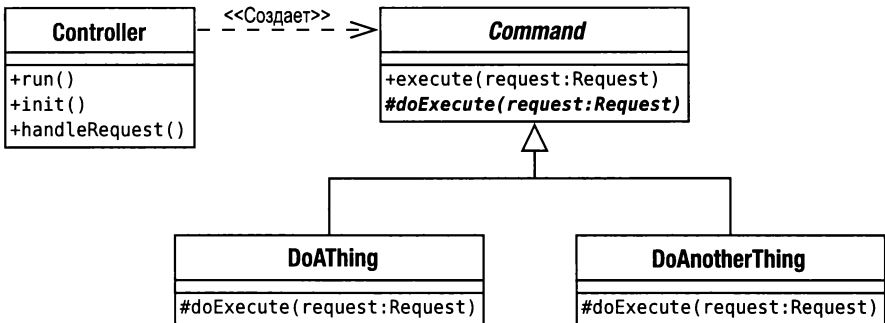 Controller
+run()
+init()
+handleRequest()
<<Создает>>
Command
+execute(request:Request)
#doExecute(request:Request)
DoAThing
#doExecute(request:Request)
DoAnotherThing
#doExecute(request:Request)